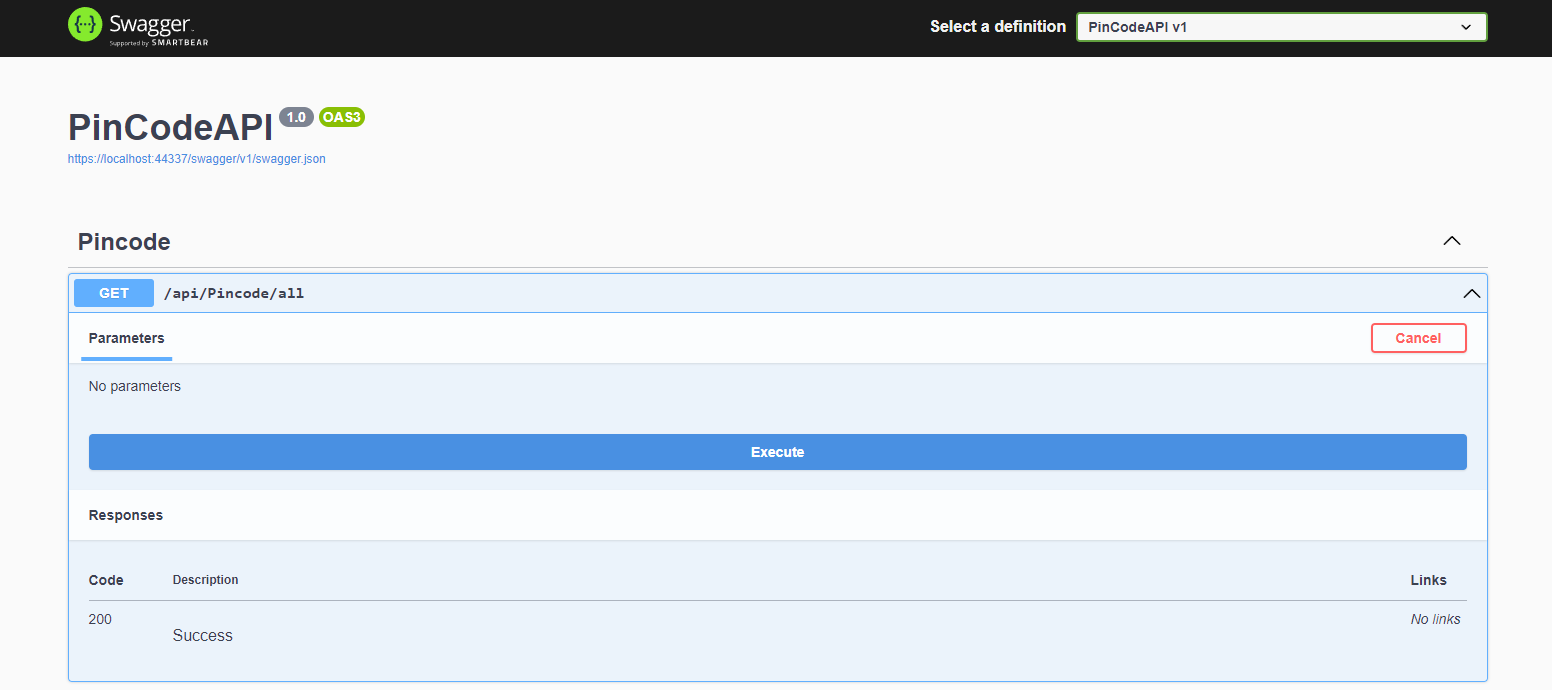 Swagger
Supported by SMARTBEAR
Select a definition
PinCodeAPI v1
PinCodeAPI 1.0 OAS3
https://localhost:44337/swagger/v1/swagger.json
Pincode
GET /api/Pincode/all
Parameters
Cancel
No parameters
Execute
Responses
Code Description Links
200 No links
Success